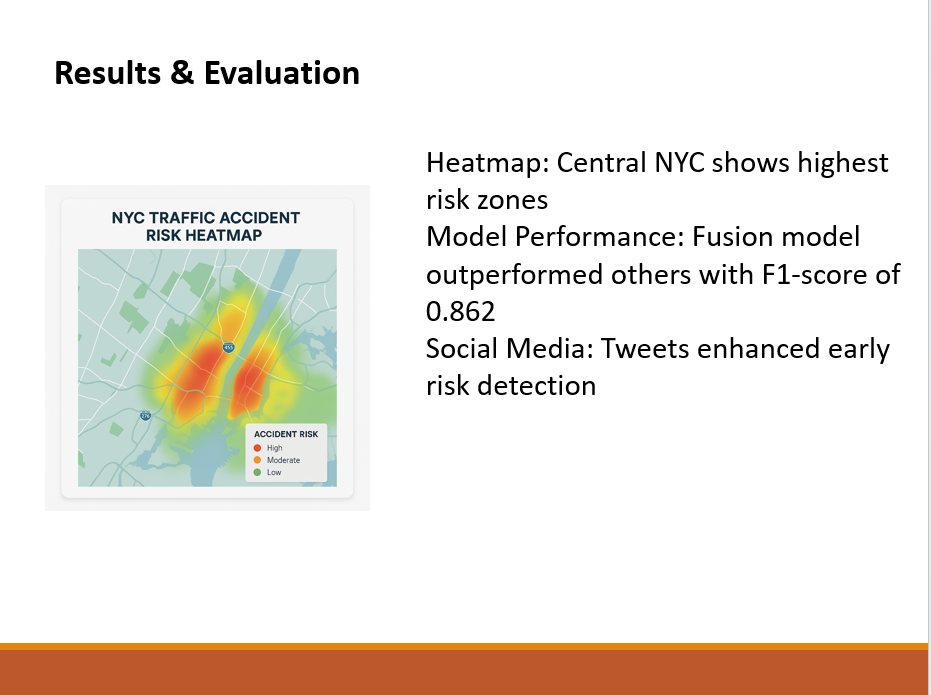 Results & Evaluation
NYC TRAFFIC ACCIDENT
RISK HEATMAP
ACCIDENT RISK
High
Moderate
Low
Heatmap: Central NYC shows highest
risk zones
Model Performance: Fusion model
outperformed others with F1-score of
0.862
Social Media: Tweets enhanced early
risk detection